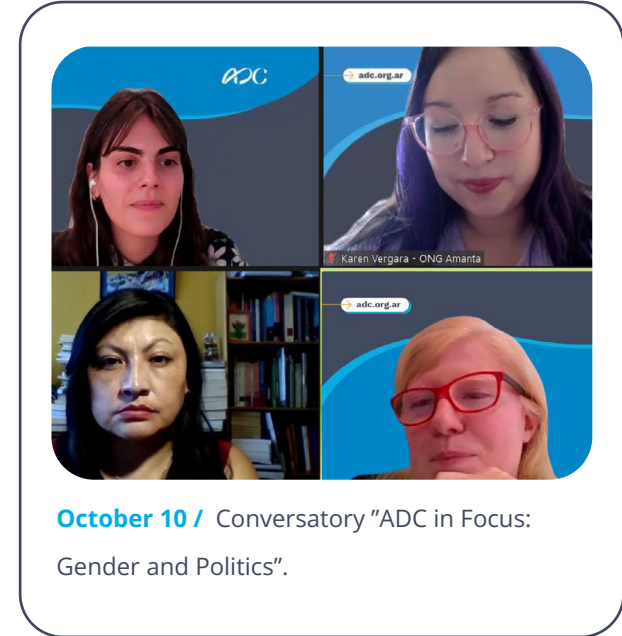 ADC
adc.org.ar
Karen Vergara - ONG Amanta
adc.org.ar
October 10 / Conversatory ”ADC in Focus:
Gender and Politics”.